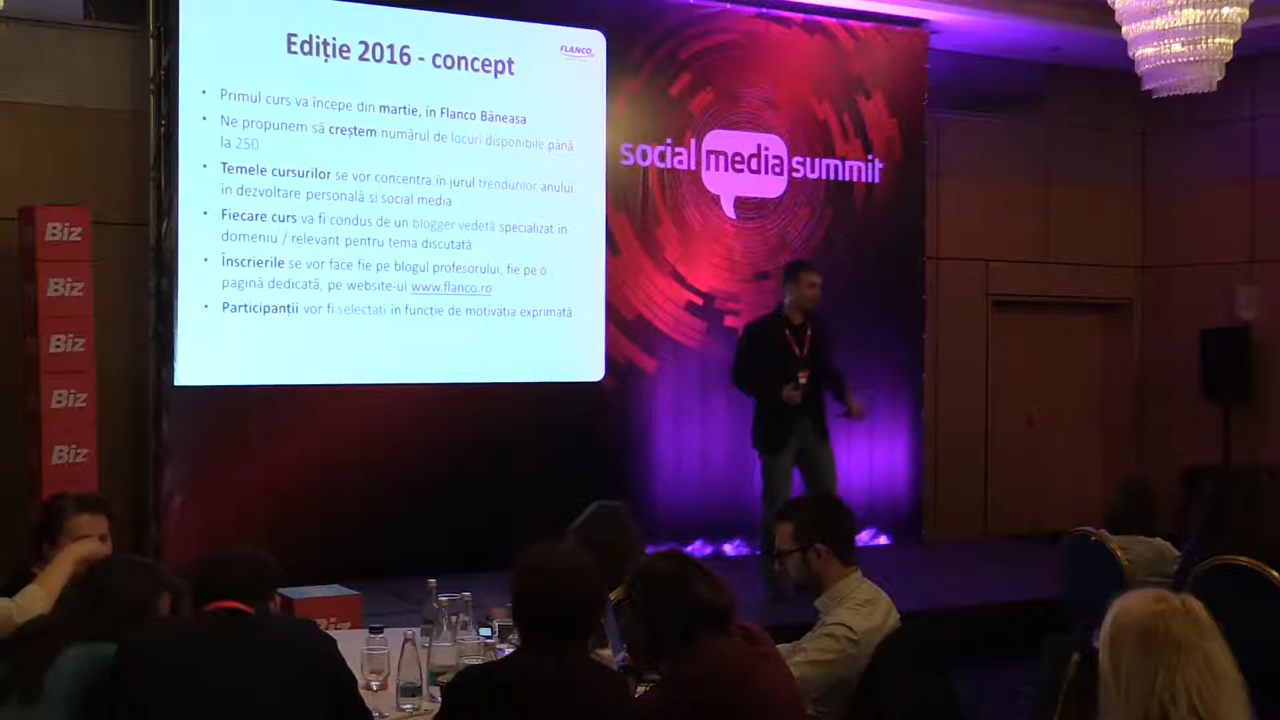 Ediție 2016 - concept
FLANCO
• Primul curs va începe din martie, în Flanco Băneasa
• Ne propunem să creștem numărul de locuri disponibile până
la 250
• Temele cursurilor se vor concentra în jurul trendurilor anului
în dezvoltare personală si social media
• Fiecare curs va fi condus de un blogger vedetă specializat în
domeniu / relevant pentru tema discutată
• Înscrierile se vor face fie pe blogul profesorului, fie pe o
pagină dedicată, pe website-ul www.flanco.ro
• Participanții vor fi selectati in funcție de motivația exprimată
social media summit
Biz
Biz
Biz
Biz
Biz
Biz